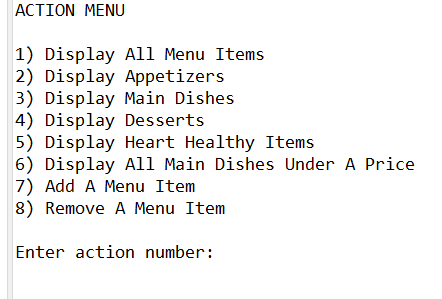 ACTION MENU
1) Display All Menu Items
2) Display Appetizers
3) Display Main Dishes
4) Display Desserts
5) Display Heart Healthy Items
6) Display All Main Dishes Under A Price
7) Add A Menu Item
8) Remove A Menu Item
Enter action number: